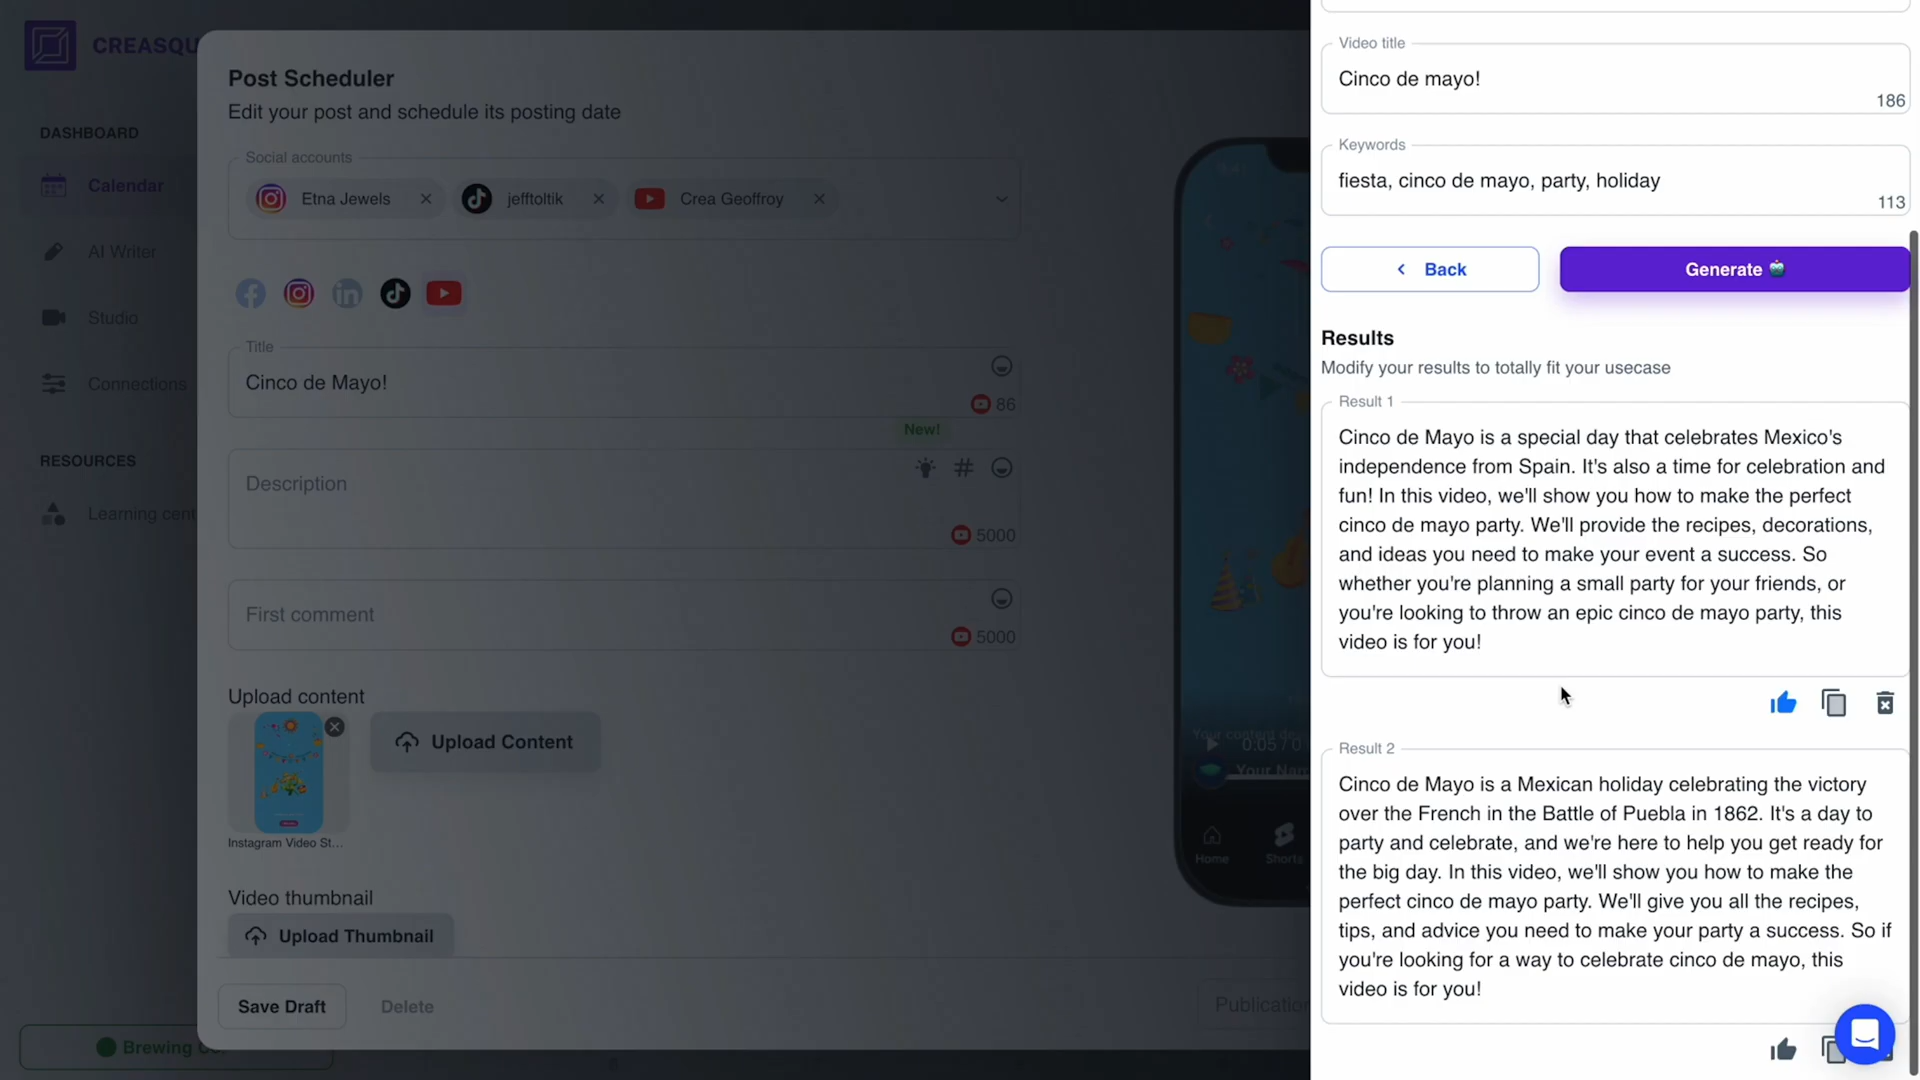 CREASQU
DASHBOARD
Calendar
AI Writer
Studio
Connections
RESOURCES
Learning cent
Post Scheduler
Edit your post and schedule its posting date
Social accounts
Etna Jewels
jefftoltik
Crea Geoffroy
Title
Cinco de Mayo!
86
New!
Description
5000
First comment
5000
Upload content
Upload Content
Instagram Video St...
Video thumbnail
Upload Thumbnail
Save Draft
Delete
Publication
9:41
0:05 / 0
Your Nam
Home
Shorts
Video title
Cinco de mayo!
186
Keywords
fiesta, cinco de mayo, party, holiday
113
Back
Generate
Results
Modify your results to totally fit your usecase
Result 1
Cinco de Mayo is a special day that celebrates Mexico's
independence from Spain. It's also a time for celebration and
fun! In this video, we'll show you how to make the perfect
cinco de mayo party. We'll provide the recipes, decorations,
and ideas you need to make your event a success. So
whether you're planning a small party for your friends, or
you're looking to throw an epic cinco de mayo party, this
video is for you!
Result 2
Cinco de Mayo is a Mexican holiday celebrating the victory
over the French in the Battle of Puebla in 1862. It's a day to
party and celebrate, and we're here to help you get ready for
the big day. In this video, we'll show you how to make the
perfect cinco de mayo party. We'll give you all the recipes,
tips, and advice you need to make your party a success. So if
you're looking for a way to celebrate cinco de mayo, this
video is for you!